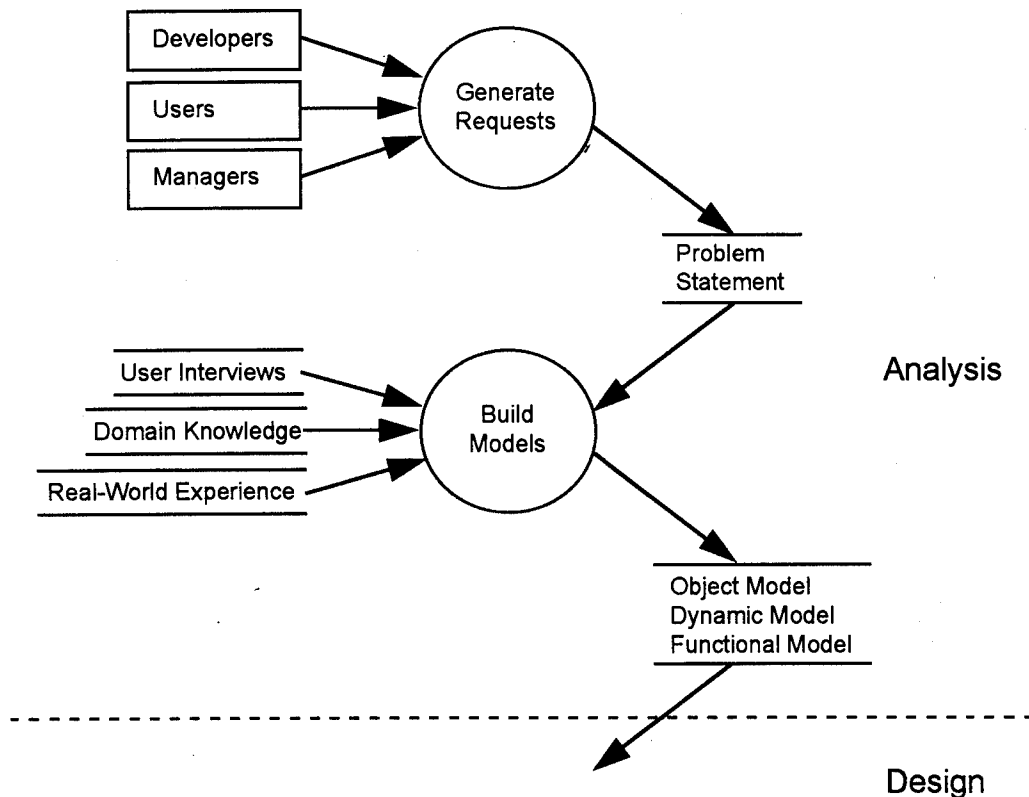 Developers
Users
Managers
Generate
Requests
Problem
Statement
User Interviews
Domain Knowledge
Real-World Experience
Build
Models
Analysis
Object Model
Dynamic Model
Functional Model
Design